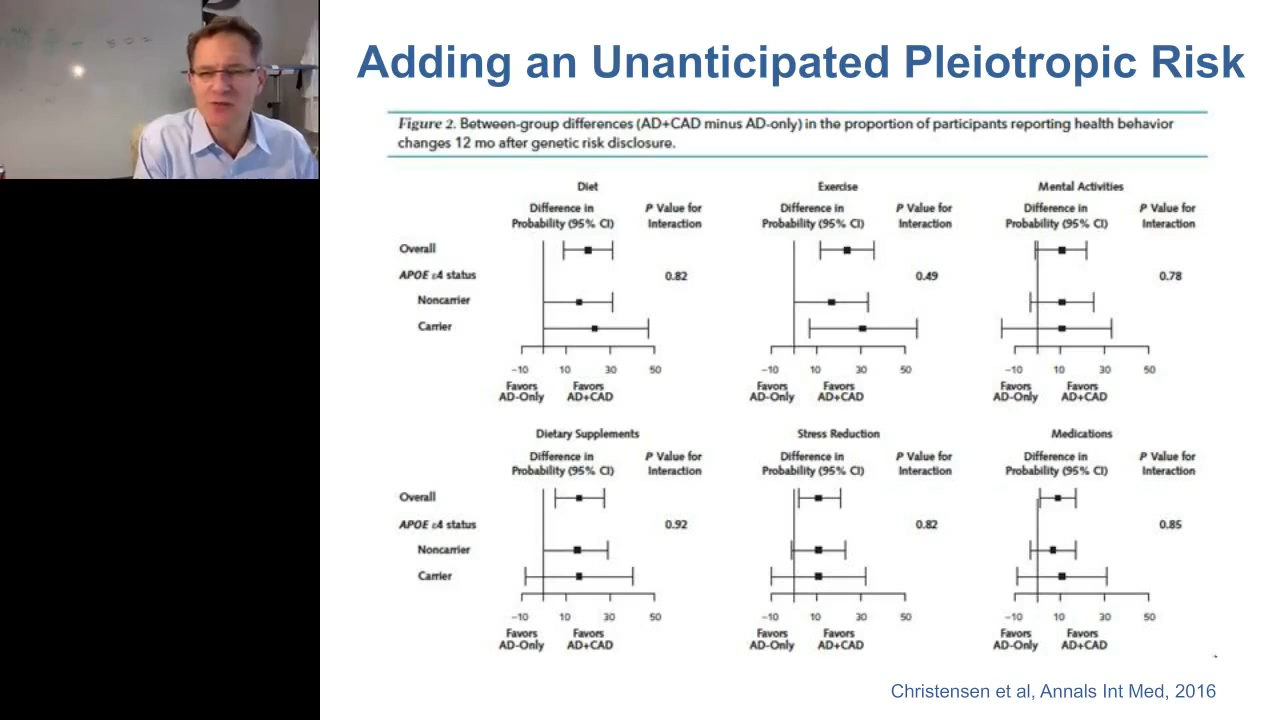 Adding an Unanticipated Pleiotropic Risk
Figure 2. Between-group differences (AD+CAD minus AD-only) in the proportion of participants reporting health behavior
changes 12 mo after genetic risk disclosure.
Diet
Difference in
Probability (95% CI)
P Value for
Interaction
Exercise
Difference in
Probability (95% CI)
P Value for
Interaction
Mental Activities
Difference in
Probability (95% CI)
P Value for
Interaction
Overall
APOE ε4 status
0.82
0.49
0.78
Noncarrier
Carrier
−10 10 30 50
−10 10 30 50
−10 10 30 50
Favors
AD-Only
Favors
AD+CAD
Favors
AD-Only
Favors
AD+CAD
Favors
AD-Only
Favors
AD+CAD
Dietary Supplements
Difference in
Probability (95% CI)
P Value for
Interaction
Stress Reduction
Difference in
Probability (95% CI)
P Value for
Interaction
Medications
Difference in
Probability (95% CI)
P Value for
Interaction
Overall
APOE ε4 status
0.92
0.82
0.85
Noncarrier
Carrier
−10 10 30 50
−10 10 30 50
−10 10 30 50
Favors
AD-Only
Favors
AD+CAD
Favors
AD-Only
Favors
AD+CAD
Favors
AD-Only
Favors
AD+CAD
Christensen et al, Annals Int Med, 2016